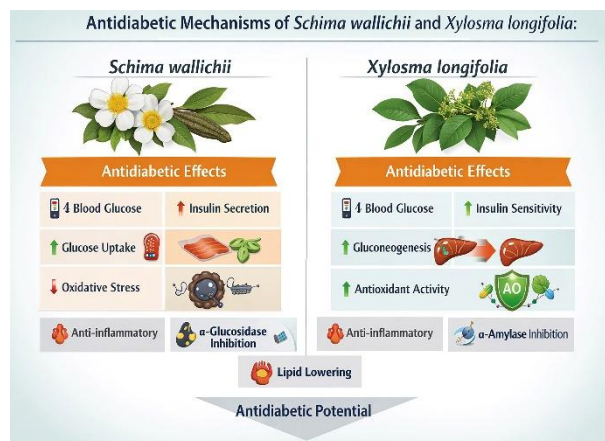 Antidiabetic Mechanisms of Schima wallichii and Xylosma longifolia:
Schima wallichii
Antidiabetic Effects
4 Blood Glucose
↑ Insulin Secretion
↑ Glucose Uptake
↓ Oxidative Stress
Anti-inflammatory
α-Glucosidase
Inhibition
Xylosma longifolia
Antidiabetic Effects
4 Blood Glucose
↑ Insulin Sensitivity
↑ Gluconeogenesis
↑ Antioxidant Activity
AO
Anti-inflammatory
α-Amylase Inhibition
Lipid Lowering
Antidiabetic Potential